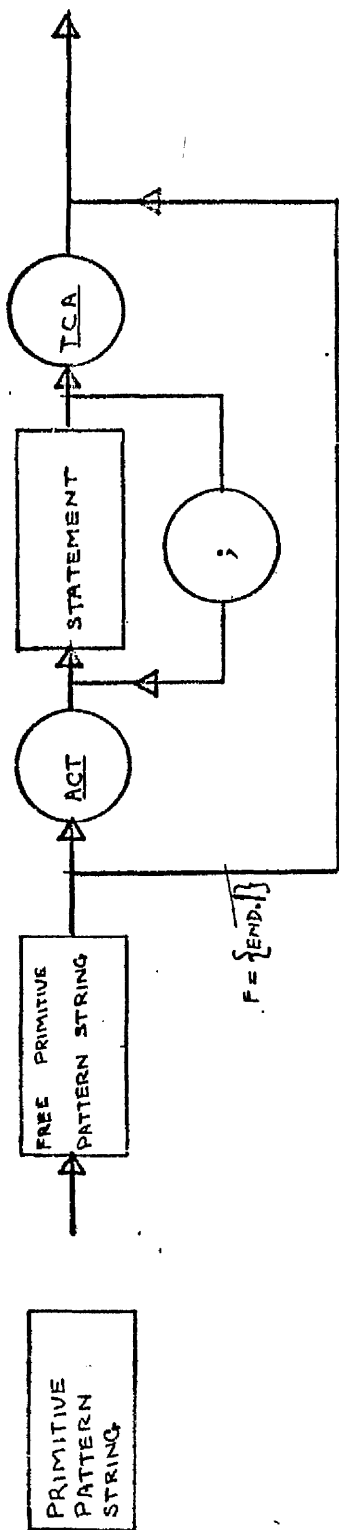 PRIMITIVE
PATTERN
STRING
FREE PRIMITIVE
PATTERN STRING
ACT
STATEMENT
TCA
;
F = {END.}